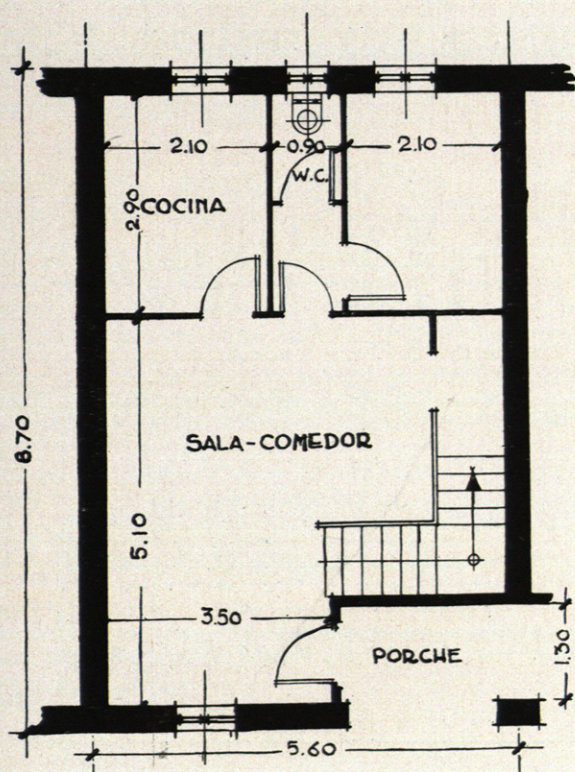 2.10
0.90
2.10
W.C.
2.90
COCINA
8.70
SALA-COMEDOR
5.10
3.50
PORCHE
1.30
5.60